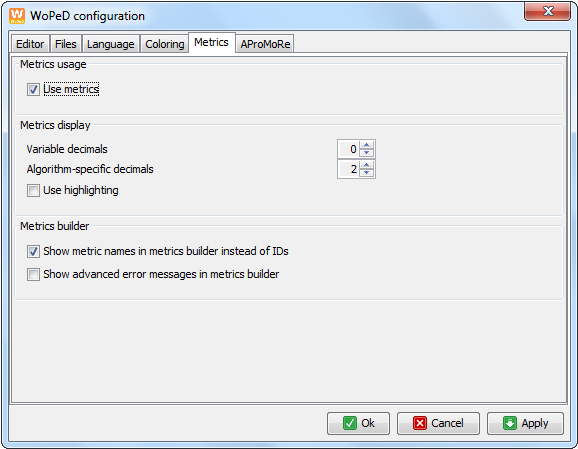 WoPeD configuration
Editor Files Language Coloring Metrics AProMoRe
Metrics usage
Use metrics
Metrics display
Variable decimals 0
Algorithm-specific decimals 2
Use highlighting
Metrics builder
Show metric names in metrics builder instead of IDs
Show advanced error messages in metrics builder
Ok Cancel Apply